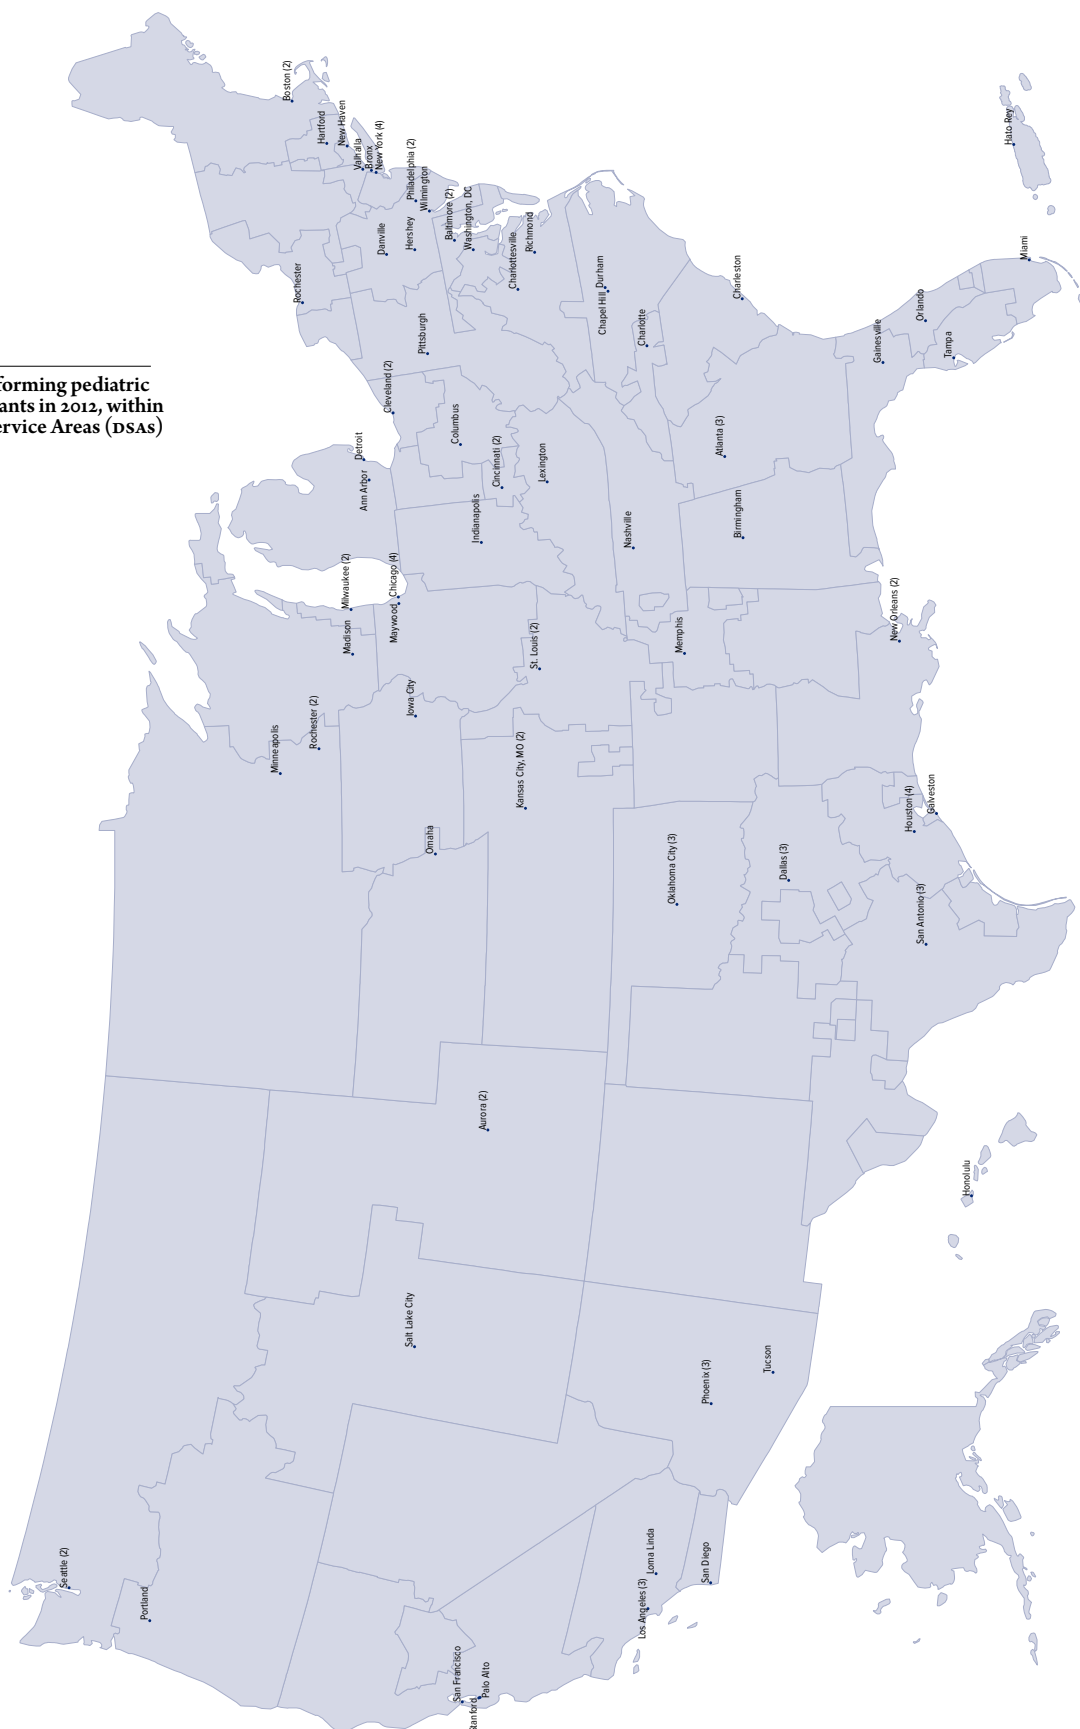 forming pediatric
ants in 2012, within
ervice Areas (DSAs)
Boston (2)
Hartford
New Haven
Valhalla
Bronx
New York (4)
Philadelphia (2)
Wilmington
Baltimore (2)
Washington, DC
Danville
Hershey
Charlottesville
Richmond
Rochester
Pittsburgh
Chapel Hill
Durham
Charlotte
Charleston
Hato Rey
Miami
Orlando
Gainesville
Tampa
Cleveland (2)
Columbus
Detroit
Ann Arbor
Cincinnati (2)
Lexington
Atlanta (3)
Indianapolis
Nashville
Birmingham
Milwaukee (2)
Chicago (4)
Madison
Maywood
St. Louis (2)
Memphis
New Orleans (2)
Minneapolis
Rochester (2)
Iowa City
Kansas City, MO (2)
Omaha
Oklahoma City (3)
Dallas (3)
Houston (4)
Galveston
San Antonio (3)
Aurora (2)
Honolulu
Salt Lake City
Phoenix (3)
Tucson
Seattle (2)
Portland
Loma Linda
San Diego
Los Angeles (3)
San Francisco
Palo Alto
Stanford